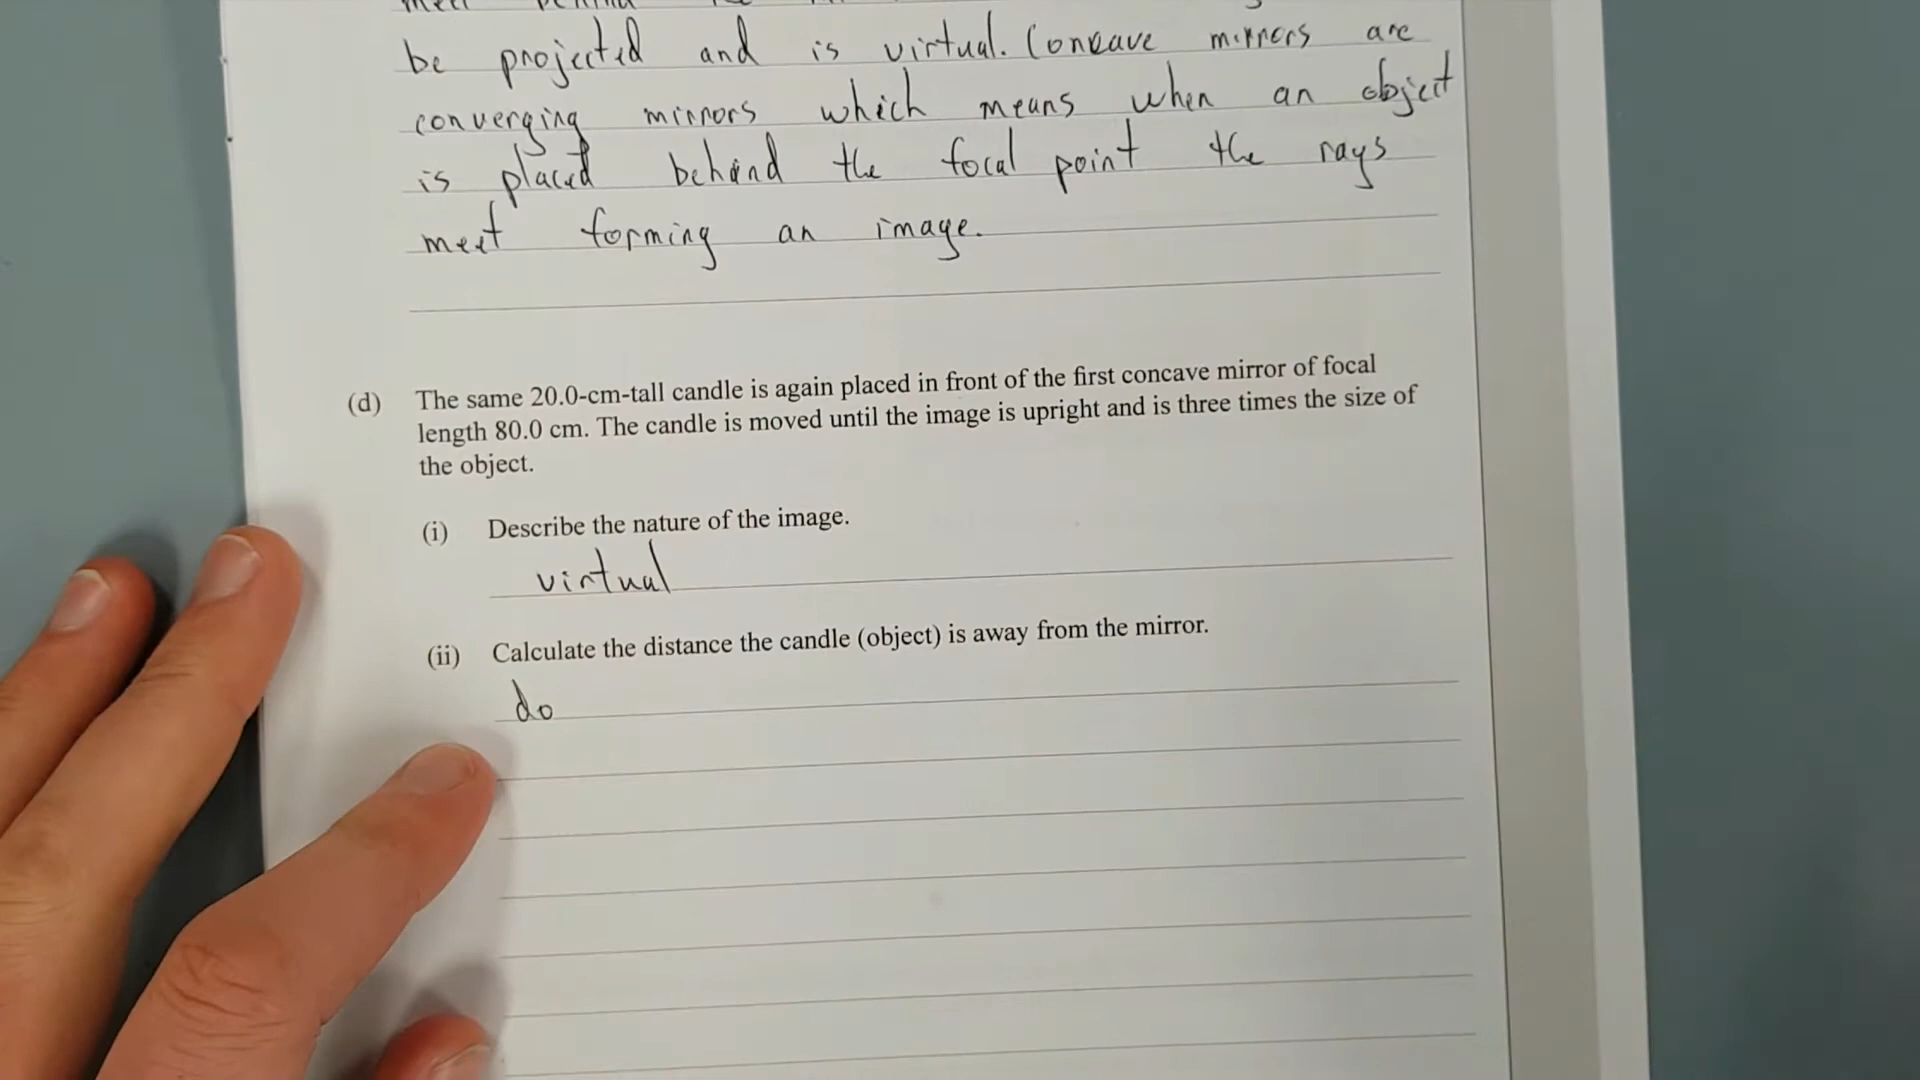 be projected and is virtual. Concave mirrors are
converging mirrors which means when an object
is placed behind the focal point the rays
meet forming an image.
(d) The same 20.0-cm-tall candle is again placed in front of the first concave mirror of focal
length 80.0 cm. The candle is moved until the image is upright and is three times the size of
the object.
(i) Describe the nature of the image.
virtual
(ii) Calculate the distance the candle (object) is away from the mirror.
do